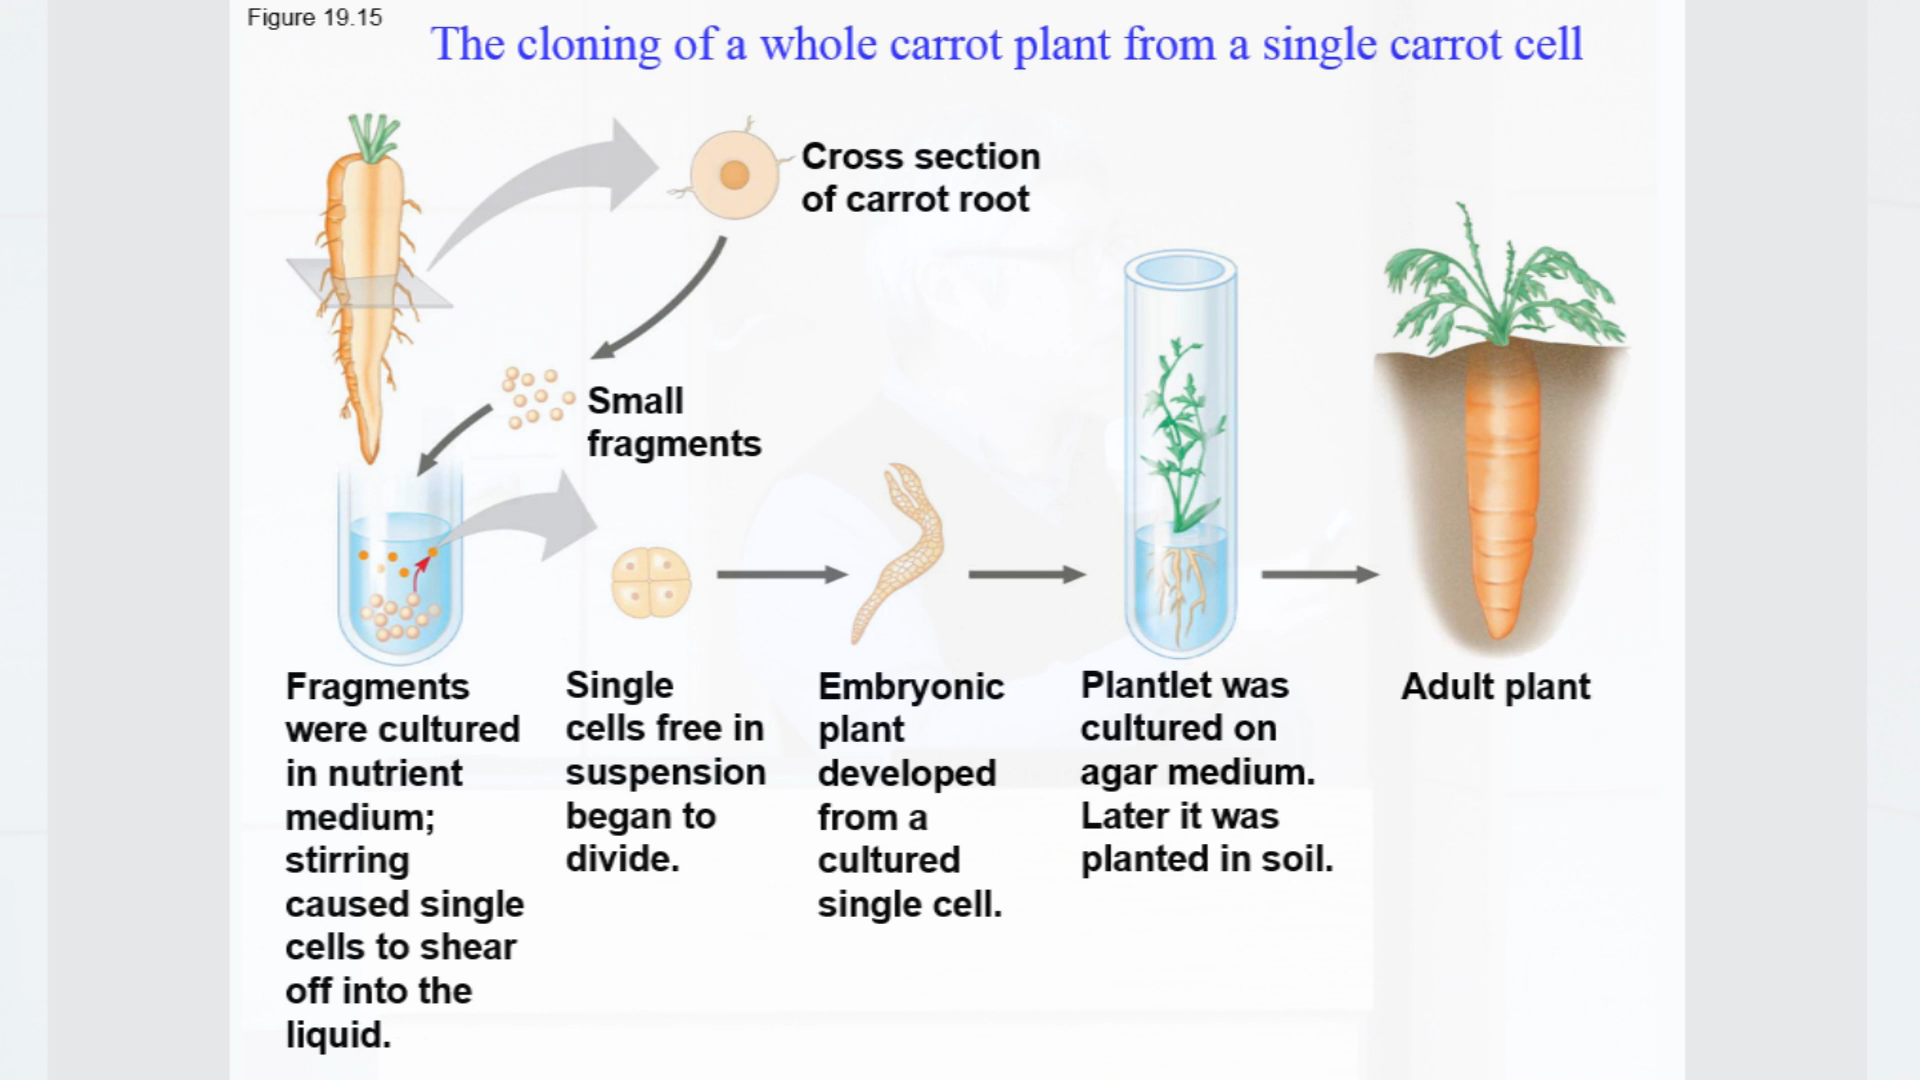 Figure 19.15
The cloning of a whole carrot plant from a single carrot cell
Cross section
of carrot root
Small
fragments
Fragments
were cultured
in nutrient
medium;
stirring
caused single
cells to shear
off into the
liquid.
Single
cells free in
suspension
began to
divide.
Embryonic
plant
developed
from a
cultured
single cell.
Plantlet was
cultured on
agar medium.
Later it was
planted in soil.
Adult plant